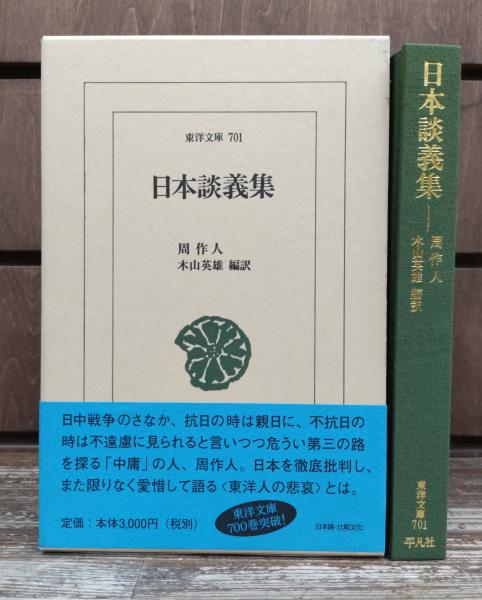 東洋文庫 701
日本談義集
周作人
木山英雄 編訳
日中戦争のさなか、抗日の時は親日に、不抗日の
時は不遠慮に見られると言いつつ危うい第三の路
を探る「中庸」の人、周作人。日本を徹底批判し、
また限りなく愛惜して語る〈東洋人の悲哀〉とは。
定価：本体3,000円（税別）
東洋文庫
700巻突破!
日本論・比較文化
日本談義集
周作人
木山英雄 編訳
東洋文庫
701
平凡社